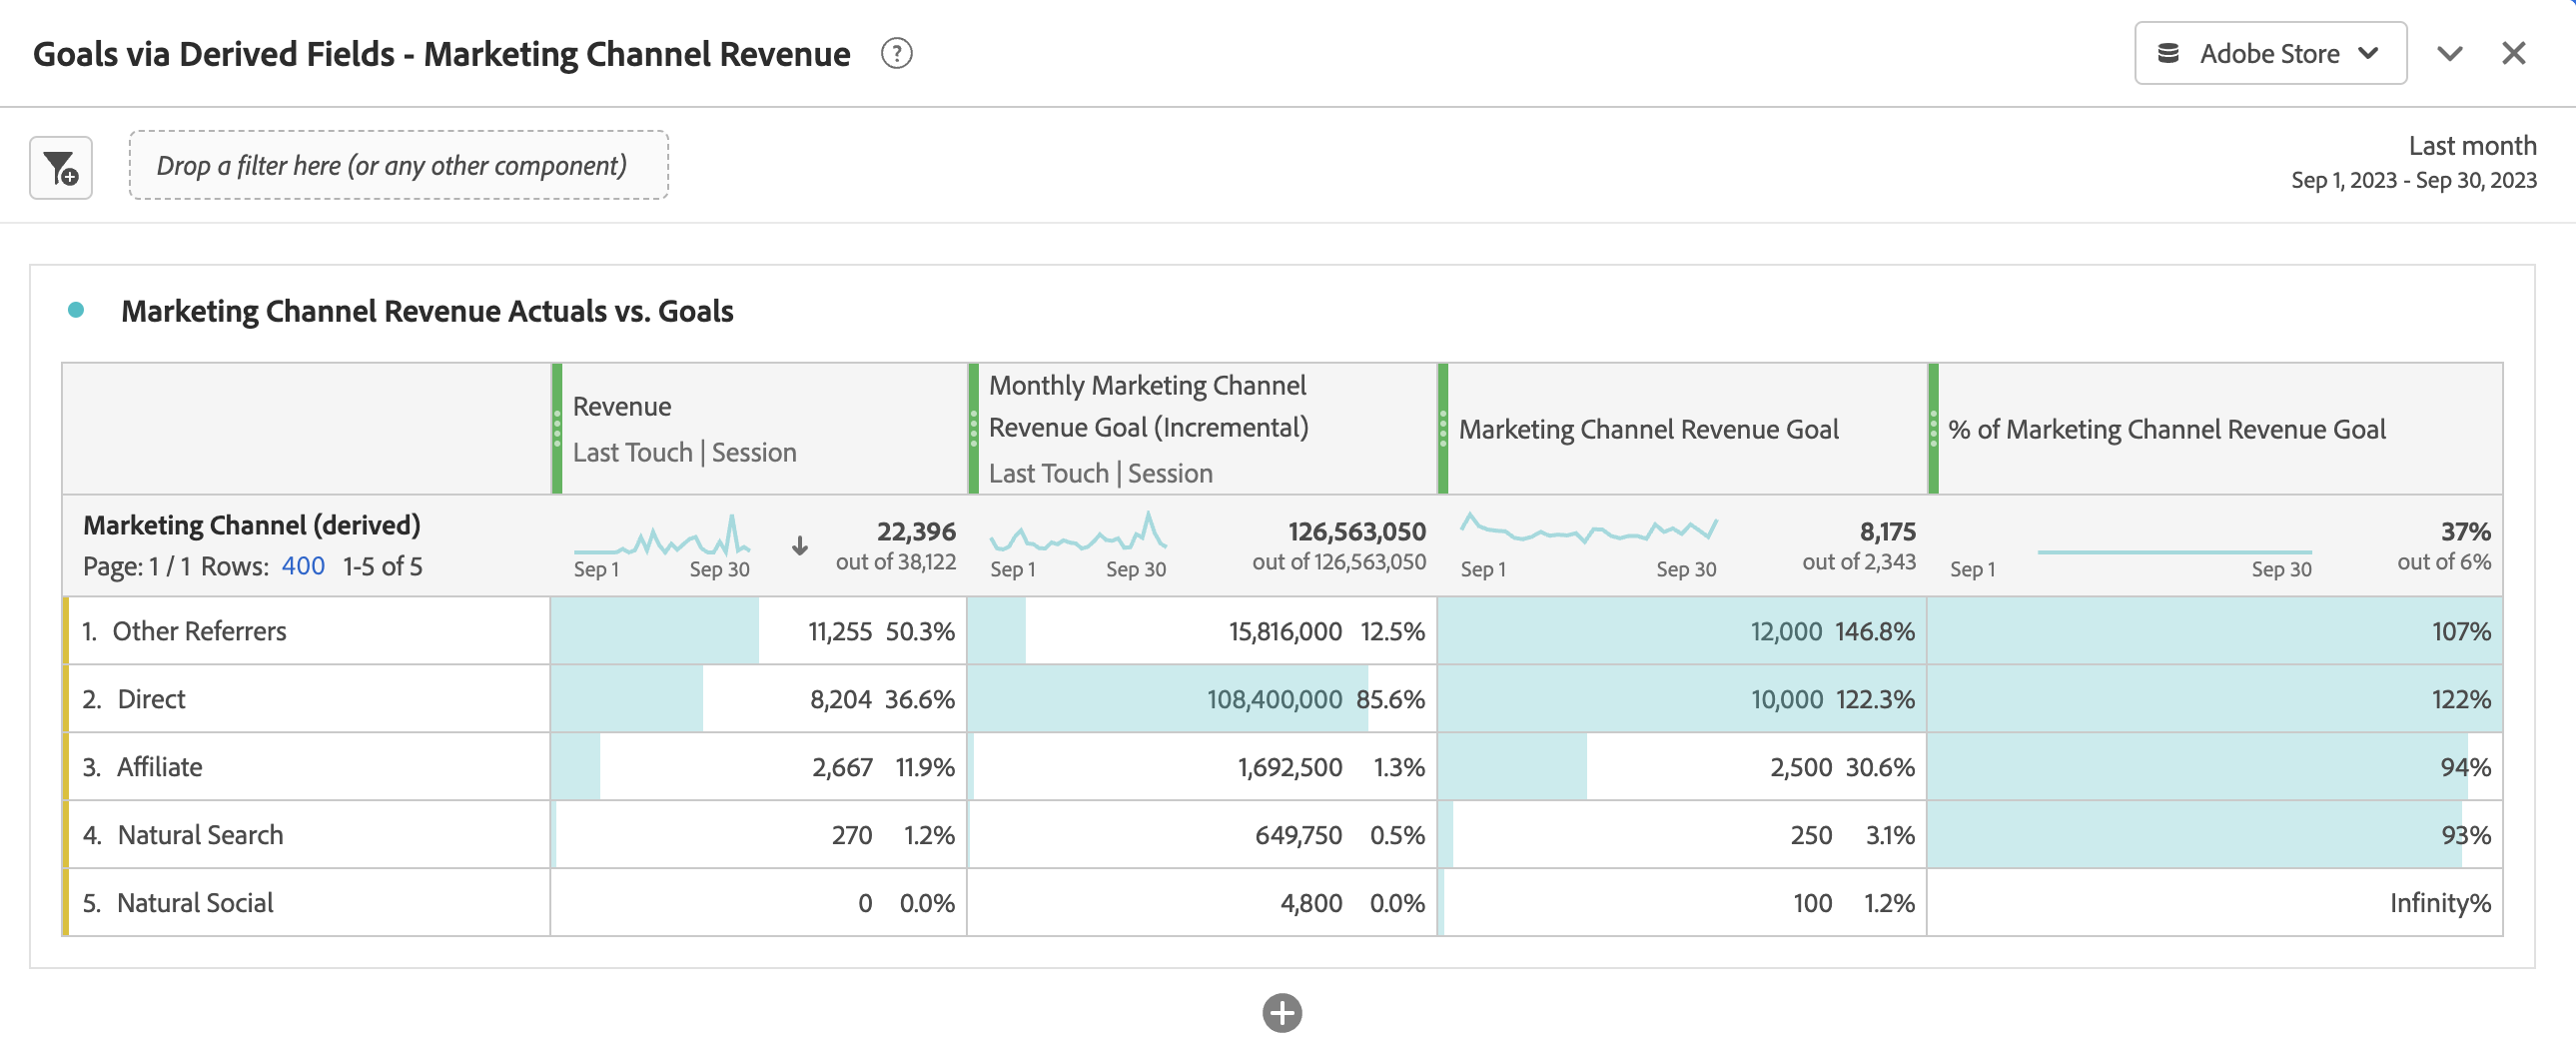 Goals via Derived Fields - Marketing Channel Revenue ?
Adobe Store
Drop a filter here (or any other component)
Last month
Sep 1, 2023 - Sep 30, 2023
Marketing Channel Revenue Actuals vs. Goals
Revenue
Last Touch | Session
Monthly Marketing Channel
Revenue Goal (Incremental)
Last Touch | Session
Marketing Channel Revenue Goal
% of Marketing Channel Revenue Goal
Marketing Channel (derived)
Page: 1 / 1 Rows: 400 1-5 of 5
Sep 1 Sep 30
22,396
out of 38,122
Sep 1 Sep 30
126,563,050
out of 126,563,050
Sep 1 Sep 30
8,175
out of 2,343
Sep 1 Sep 30
37%
out of 6%
1. Other Referrers 11,255 50.3% 15,816,000 12.5% 12,000 146.8% 107%
2. Direct 8,204 36.6% 108,400,000 85.6% 10,000 122.3% 122%
3. Affiliate 2,667 11.9% 1,692,500 1.3% 2,500 30.6% 94%
4. Natural Search 270 1.2% 649,750 0.5% 250 3.1% 93%
5. Natural Social 0 0.0% 4,800 0.0% 100 1.2% Infinity%